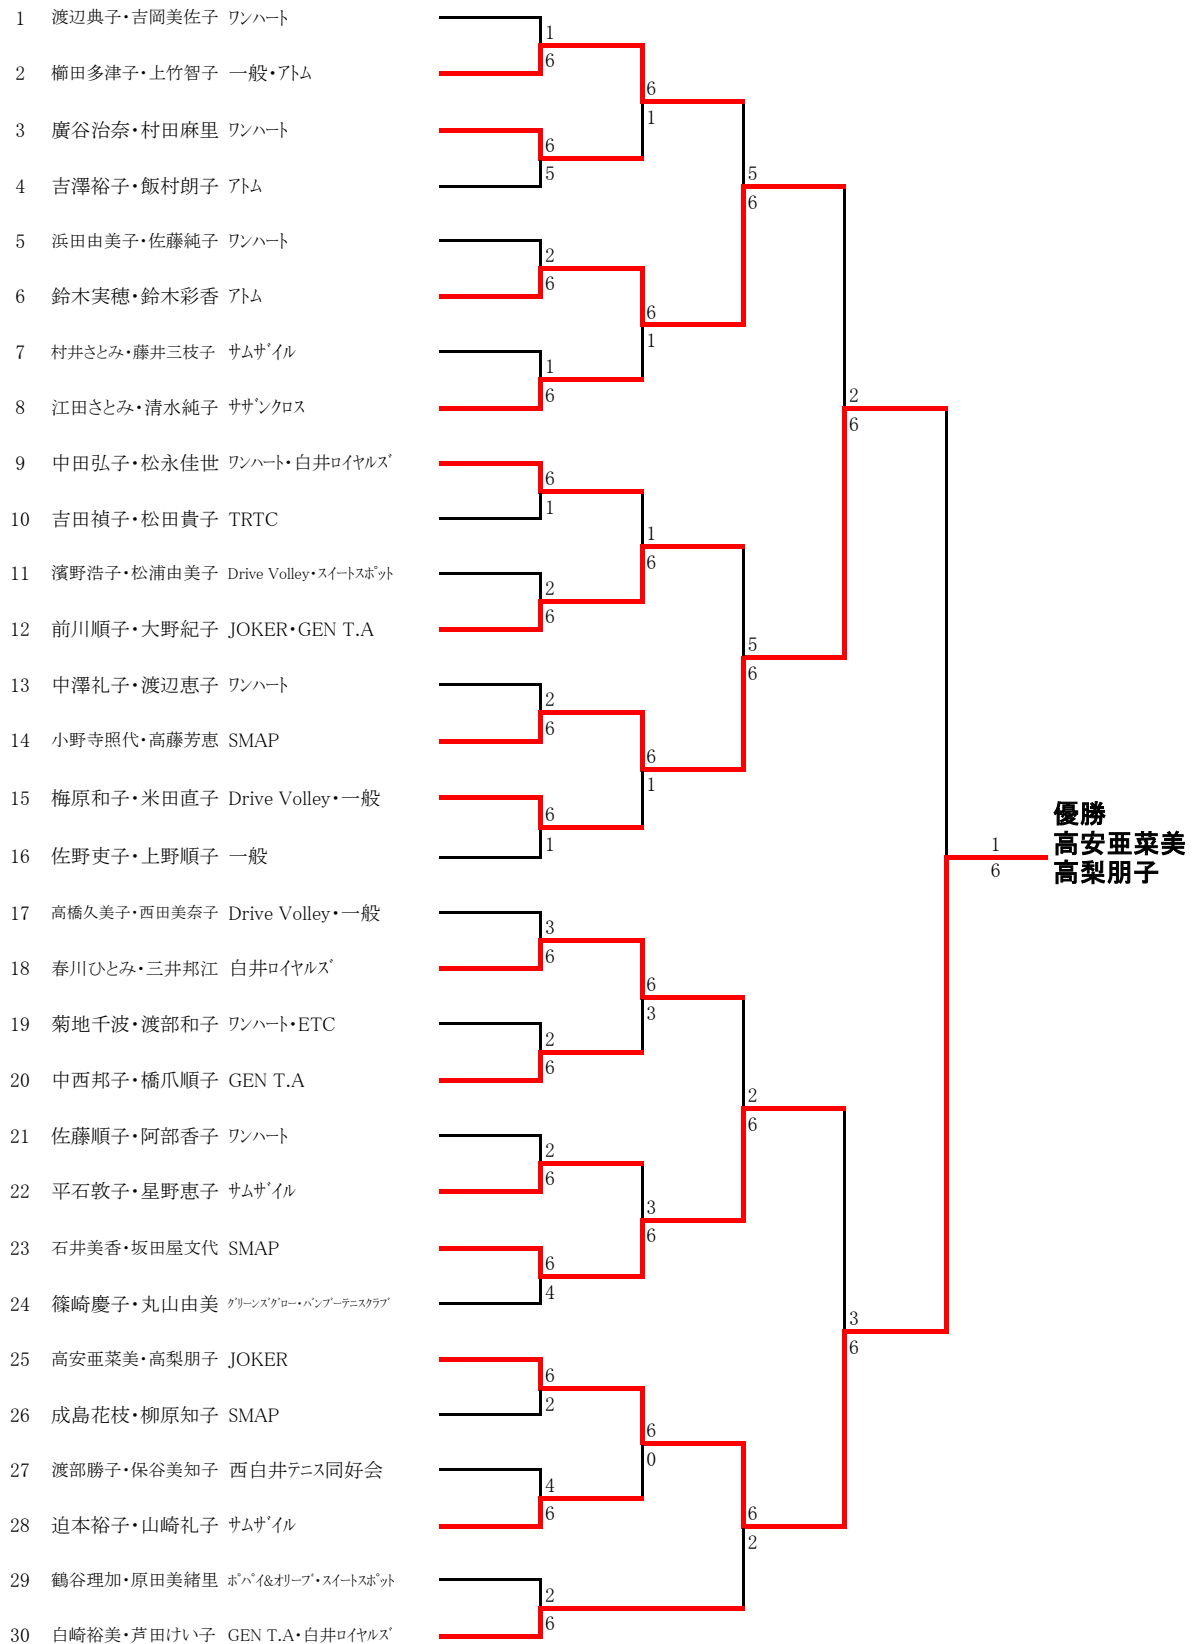 1 渡辺典子・吉岡美佐子 ワンハート
1
6
2 櫛田多津子・上竹智子 一般・アトム
6
1
3 廣谷治奈・村田麻里 ワンハート
6
5
4 吉澤裕子・飯村朗子 アトム
5
6
5 浜田由美子・佐藤純子 ワンハート
2
6
6 鈴木実穂・鈴木彩香 アトム
6
1
7 村井さとみ・藤井三枝子 サムザイル
1
6
8 江田さとみ・清水純子 サザンクロス
2
6
9 中田弘子・松永佳世 ワンハート・白井ロイヤルズ
6
1
10 吉田禎子・松田貴子 TRTC
1
6
11 濱野浩子・松浦由美子 Drive Volley・スイートスポット
2
6
12 前川順子・大野紀子 JOKER・GEN T.A
5
6
13 中澤礼子・渡辺恵子 ワンハート
2
6
14 小野寺照代・高藤芳恵 SMAP
6
1
15 梅原和子・米田直子 Drive Volley・一般
6
1
16 佐野吏子・上野順子 一般
優勝
高安亜菜美
高梨朋子
1
6
17 高橋久美子・西田美奈子 Drive Volley・一般
3
6
18 春川ひとみ・三井邦江 白井ロイヤルズ
6
3
19 菊地千波・渡部和子 ワンハート・ETC
2
6
20 中西邦子・橋爪順子 GEN T.A
2
6
21 佐藤順子・阿部香子 ワンハート
2
6
22 平石敦子・星野恵子 サムザイル
3
6
23 石井美香・坂田屋文代 SMAP
6
4
24 篠崎慶子・丸山由美 グリーンズグロー・バンブーテニスクラブ
3
6
25 高安亜菜美・高梨朋子 JOKER
6
2
26 成島花枝・柳原知子 SMAP
6
0
27 渡部勝子・保谷美知子 西白井テニス同好会
4
6
28 迫本裕子・山崎礼子 サムザイル
6
2
29 鶴谷理加・原田美緒里 ポパイ&オリーブ・スイートスポット
2
6
30 白崎裕美・芦田けい子 GEN T.A・白井ロイヤルズ